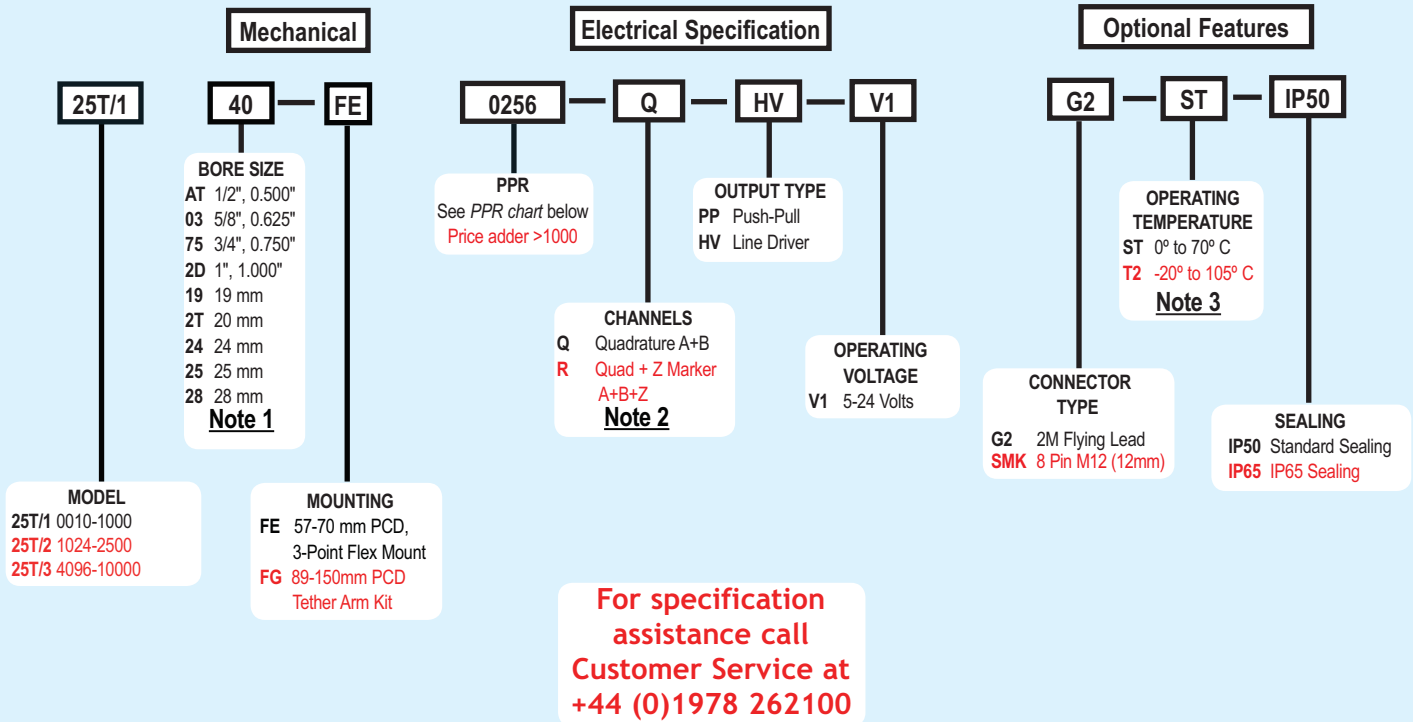 Mechanical
Electrical Specification
Optional Features
25T/1
40
FE
0256
Q
HV
V1
G2
ST
IP50
BORE SIZE
AT 1/2", 0.500"
03 5/8", 0.625"
75 3/4", 0.750"
2D 1", 1.000"
19 19 mm
2T 20 mm
24 24 mm
25 25 mm
28 28 mm
Note 1
PPR
See PPR chart below
Price adder >1000
OUTPUT TYPE
PP Push-Pull
HV Line Driver
OPERATING
TEMPERATURE
ST 0º to 70º C
T2 -20º to 105º C
Note 3
CHANNELS
Q Quadrature A+B
R Quad + Z Marker
A+B+Z
Note 2
OPERATING
VOLTAGE
V1 5-24 Volts
CONNECTOR
TYPE
G2 2M Flying Lead
SMK 8 Pin M12 (12mm)
SEALING
IP50 Standard Sealing
IP65 IP65 Sealing
MODEL
25T/1 0010-1000
25T/2 1024-2500
25T/3 4096-10000
MOUNTING
FE 57-70 mm PCD,
3-Point Flex Mount
FG 89-150mm PCD
Tether Arm Kit
For specification
assistance call
Customer Service at
+44 (0)1978 262100